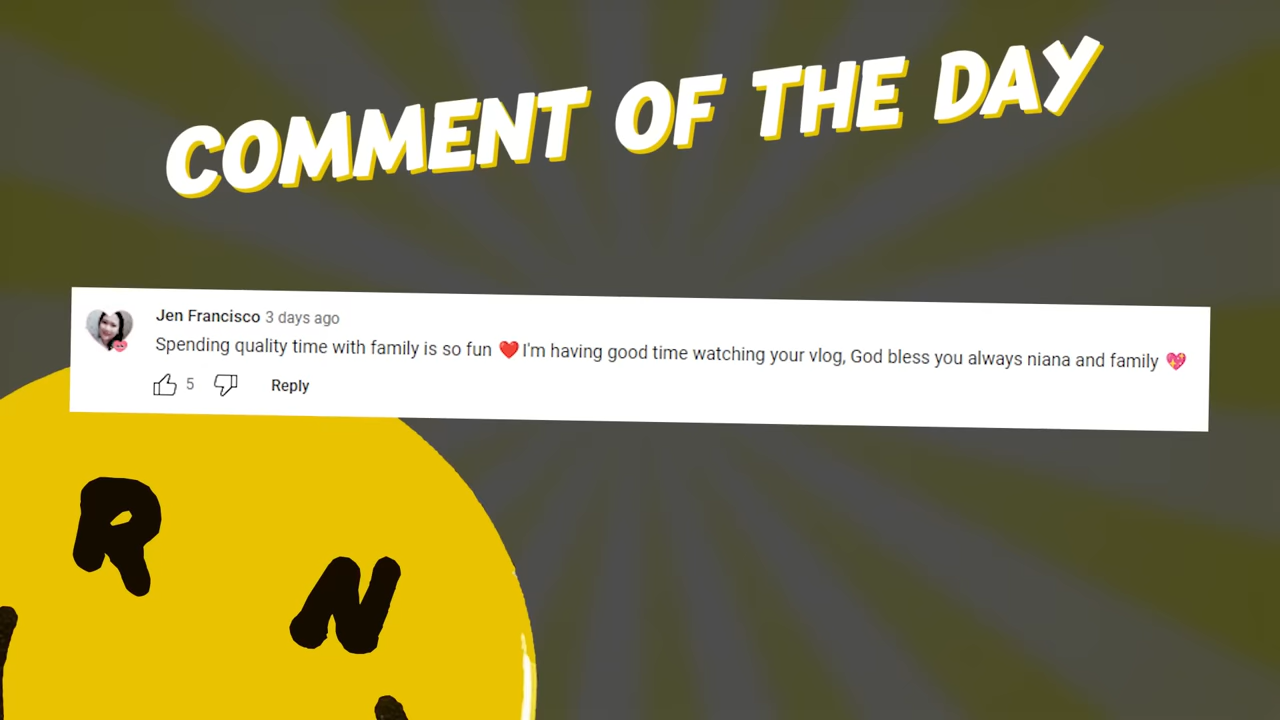 COMMENT OF THE DAY
Jen Francisco 3 days ago
Spending quality time with family is so fun ❤️I'm having good time watching your vlog, God bless you always niana and family 💖
5 Reply
R
N